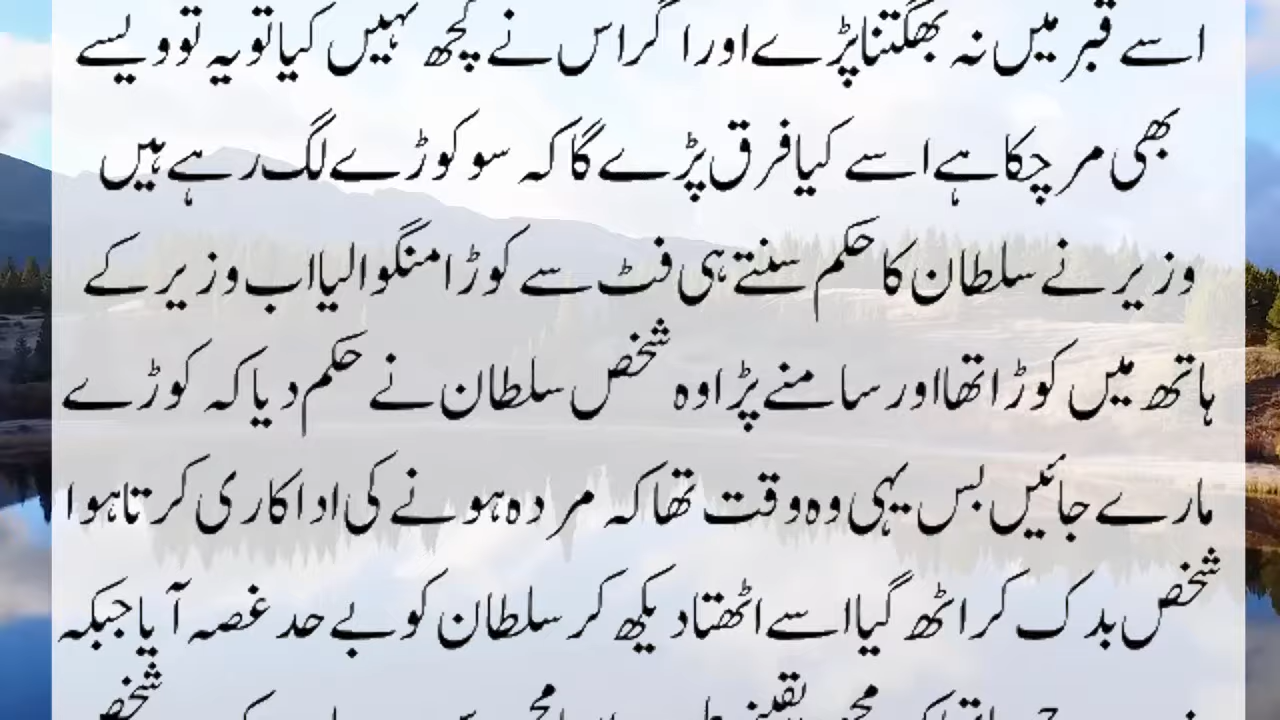 اسے قبر میں نہ بھگتنا پڑے اور اگر اس نے کچھ نہیں کیا تو یہ تو ویسے
بھی مر چکا ہے اسے کیا فرق پڑے گا کہ سو کوڑے لگ رہے ہیں
وزیر نے سلطان کا حکم سنتے ہی فٹ سے کوڑا منگوا لیا اب وزیر کے
ہاتھ میں کوڑا تھا اور سامنے پڑا وہ شخص سلطان نے حکم دیا کہ کوڑے
مارے جائیں بس یہی وہ وقت تھا کہ مردہ ہونے کی اداکاری کرتا ہوا
شخص بدک کر اٹھ گیا اسے اٹھتا دیکھ کر سلطان کو بے حد غصہ آیا جبکہ
شخص